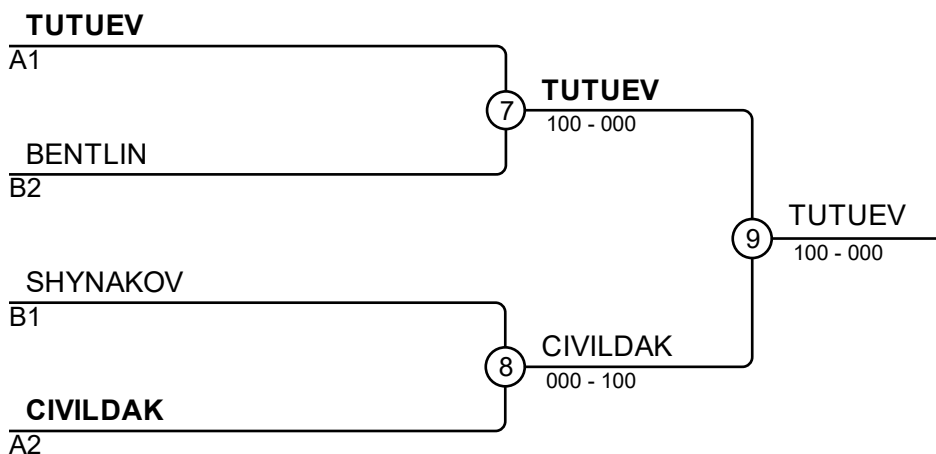 TUTUEV
A1
7
TUTUEV
100 - 000
BENTLIN
B2
9
TUTUEV
100 - 000
SHYNAKOV
B1
8
CIVILDAK
000 - 100
CIVILDAK
A2